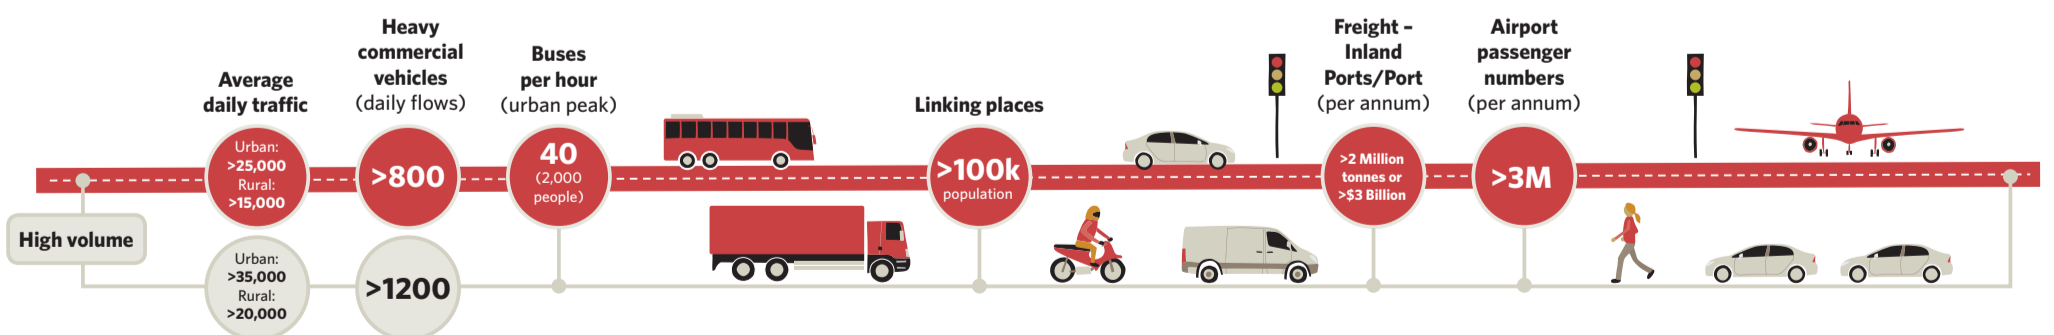 High volume
Average
daily traffic
Urban:
>25,000
Rural:
>15,000
Urban:
>35,000
Rural:
>20,000
Heavy
commercial
vehicles
(daily flows)
>800
>1200
Buses
per hour
(urban peak)
40
(2,000
people)
Linking places
>100k
population
Freight –
Inland
Ports/Port
(per annum)
>2 Million
tonnes or
>$3 Billion
Airport
passenger
numbers
(per annum)
>3M